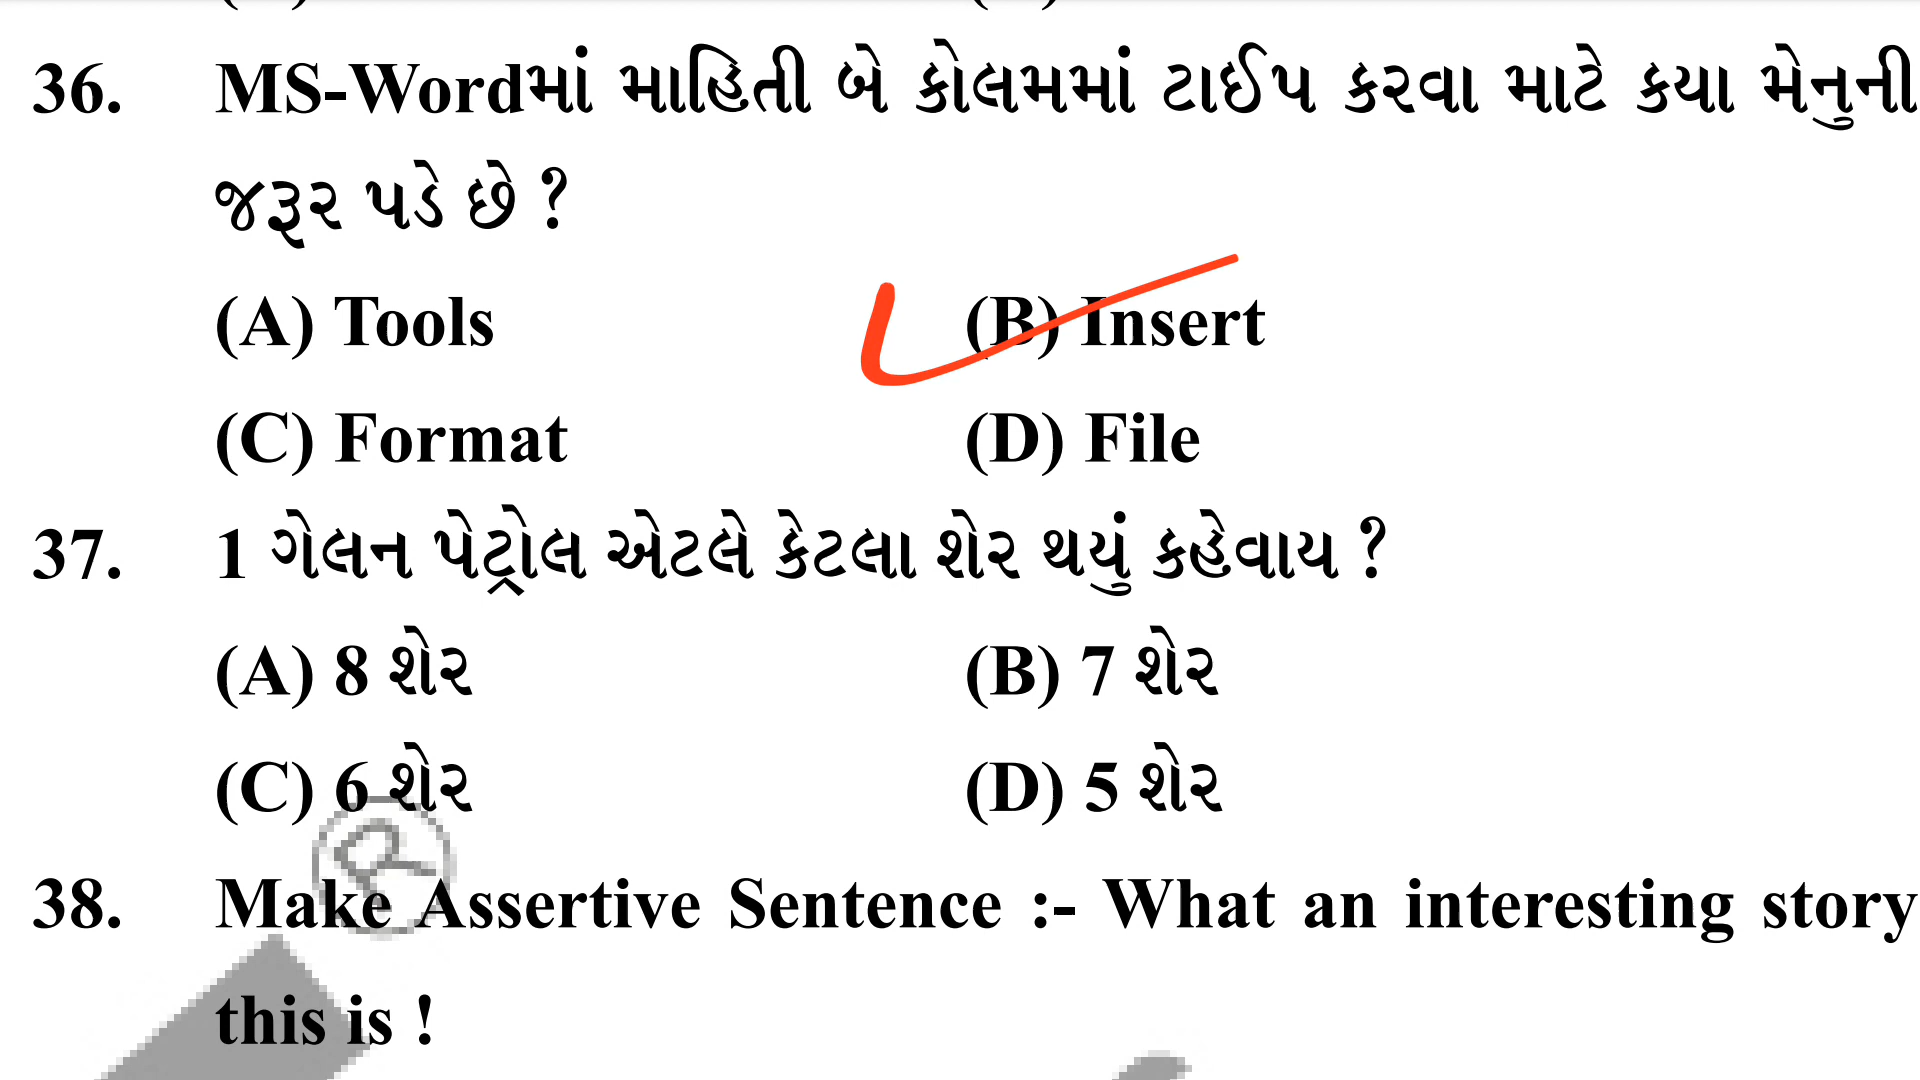 36. MS-Wordમાં માહિતી બે કોલમમાં ટાઈપ કરવા માટે કયા મેનુની
જરૂર પડે છે ?
(A) Tools (B) Insert
(C) Format (D) File
37. 1 ગેલન પેટ્રોલ એટલે કેટલા શેર થયું કહેવાય ?
(A) 8 શેર (B) 7 શેર
(C) 6 શેર (D) 5 શેર
38. Make Assertive Sentence :- What an interesting story
this is !